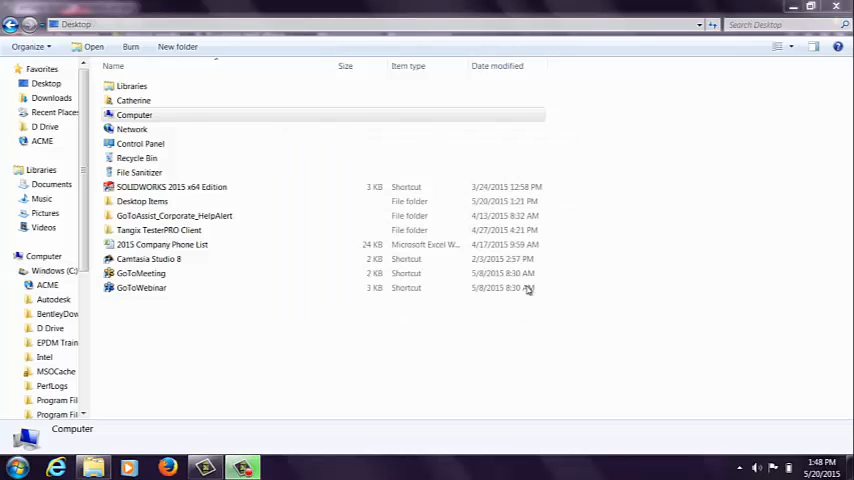 Desktop
Search Desktop
Organize Open Burn New folder
Name Size Item type Date modified
Favorites
Desktop
Downloads
Recent Places
D Drive
ACME
Libraries
Documents
Music
Pictures
Videos
Computer
Windows (C:)
ACME
Autodesk
BentleyDow
D Drive
EPDM Train
Intel
MSOCache
PerfLogs
Program Fil
Program Fil
Libraries
Catherine
Computer
Network
Control Panel
Recycle Bin
File Sanitizer
SOLIDWORKS 2015 x64 Edition 3 KB Shortcut 3/24/2015 12:58 PM
Desktop Items File folder 5/20/2015 1:21 PM
GoToAssist_Corporate_HelpAlert File folder 4/13/2015 8:32 AM
Tangix TesterPRO Client File folder 4/27/2015 4:21 PM
2015 Company Phone List 24 KB Microsoft Excel W... 4/17/2015 9:59 AM
Camtasia Studio 8 2 KB Shortcut 2/3/2015 2:57 PM
GoToMeeting 2 KB Shortcut 5/8/2015 8:30 AM
GoToWebinar 3 KB Shortcut 5/8/2015 8:30 AM
Computer
1:48 PM
5/20/2015